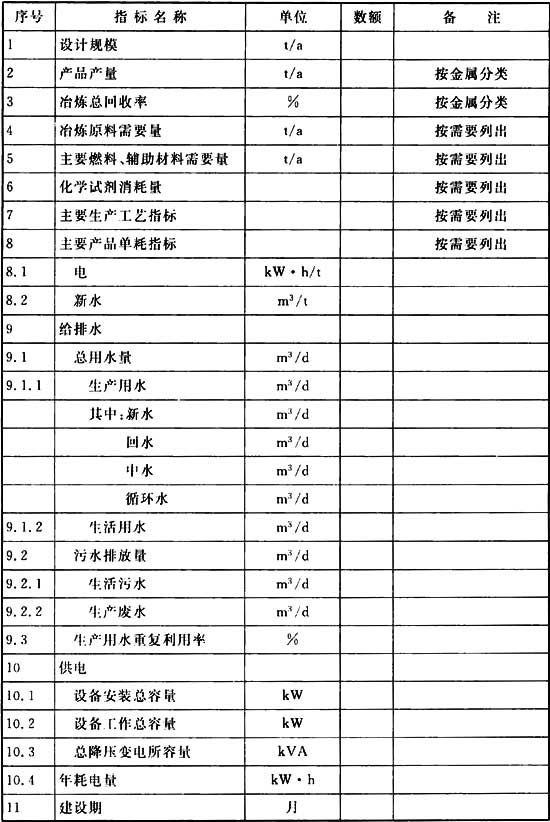 序号 指标名称 单位 数额 备注
1 设计规模 t/a
2 产品产量 t/a 按金属分类
3 冶炼总回收率 % 按金属分类
4 冶炼原料需要量 t/a 按需要列出
5 主要燃料、辅助材料需要量 t/a 按需要列出
6 化学试剂消耗量 按需要列出
7 主要生产工艺指标 按需要列出
8 主要产品单耗指标 按需要列出
8.1 电 kW·h/t
8.2 新水 m³/t
9 给排水
9.1 总用水量 m³/d
9.1.1 生产用水 m³/d
其中:新水 m³/d
回水 m³/d
中水 m³/d
循环水 m³/d
9.1.2 生活用水 m³/d
9.2 污水排放量 m³/d
9.2.1 生活污水 m³/d
9.2.2 生产废水 m³/d
9.3 生产用水重复利用率 %
10 供电
10.1 设备安装总容量 kW
10.2 设备工作总容量 kW
10.3 总降压变电所容量 kVA
10.4 年耗电量 kW·h
11 建设期 月